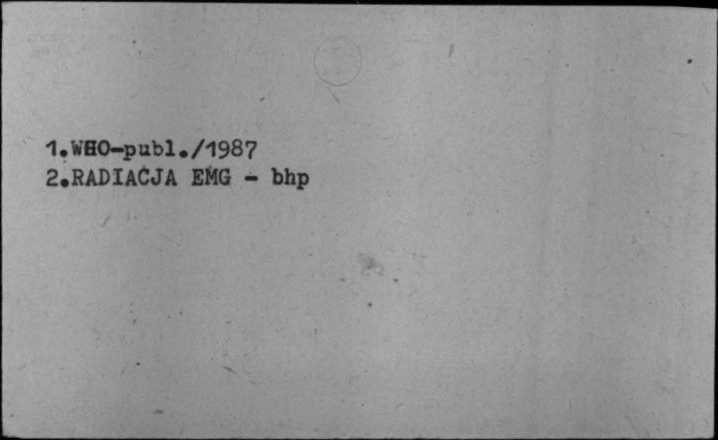 1.WHO-publ./1987
2.RADIACJA EMG - bhp